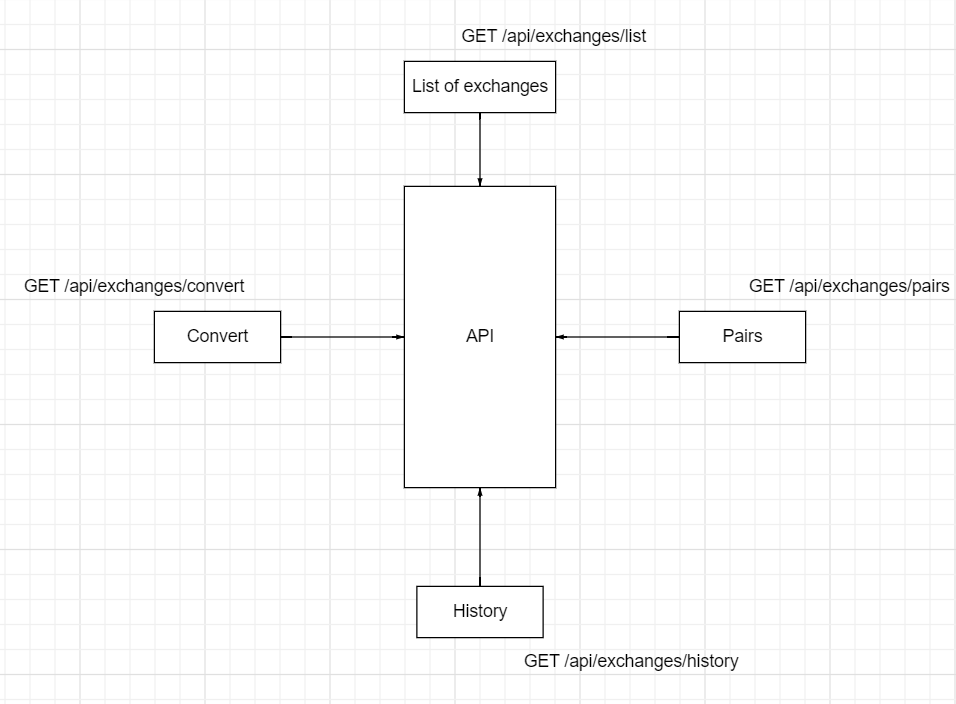 GET /api/exchanges/list
List of exchanges
GET /api/exchanges/convert
GET /api/exchanges/pairs
Convert
API
Pairs
History
GET /api/exchanges/history